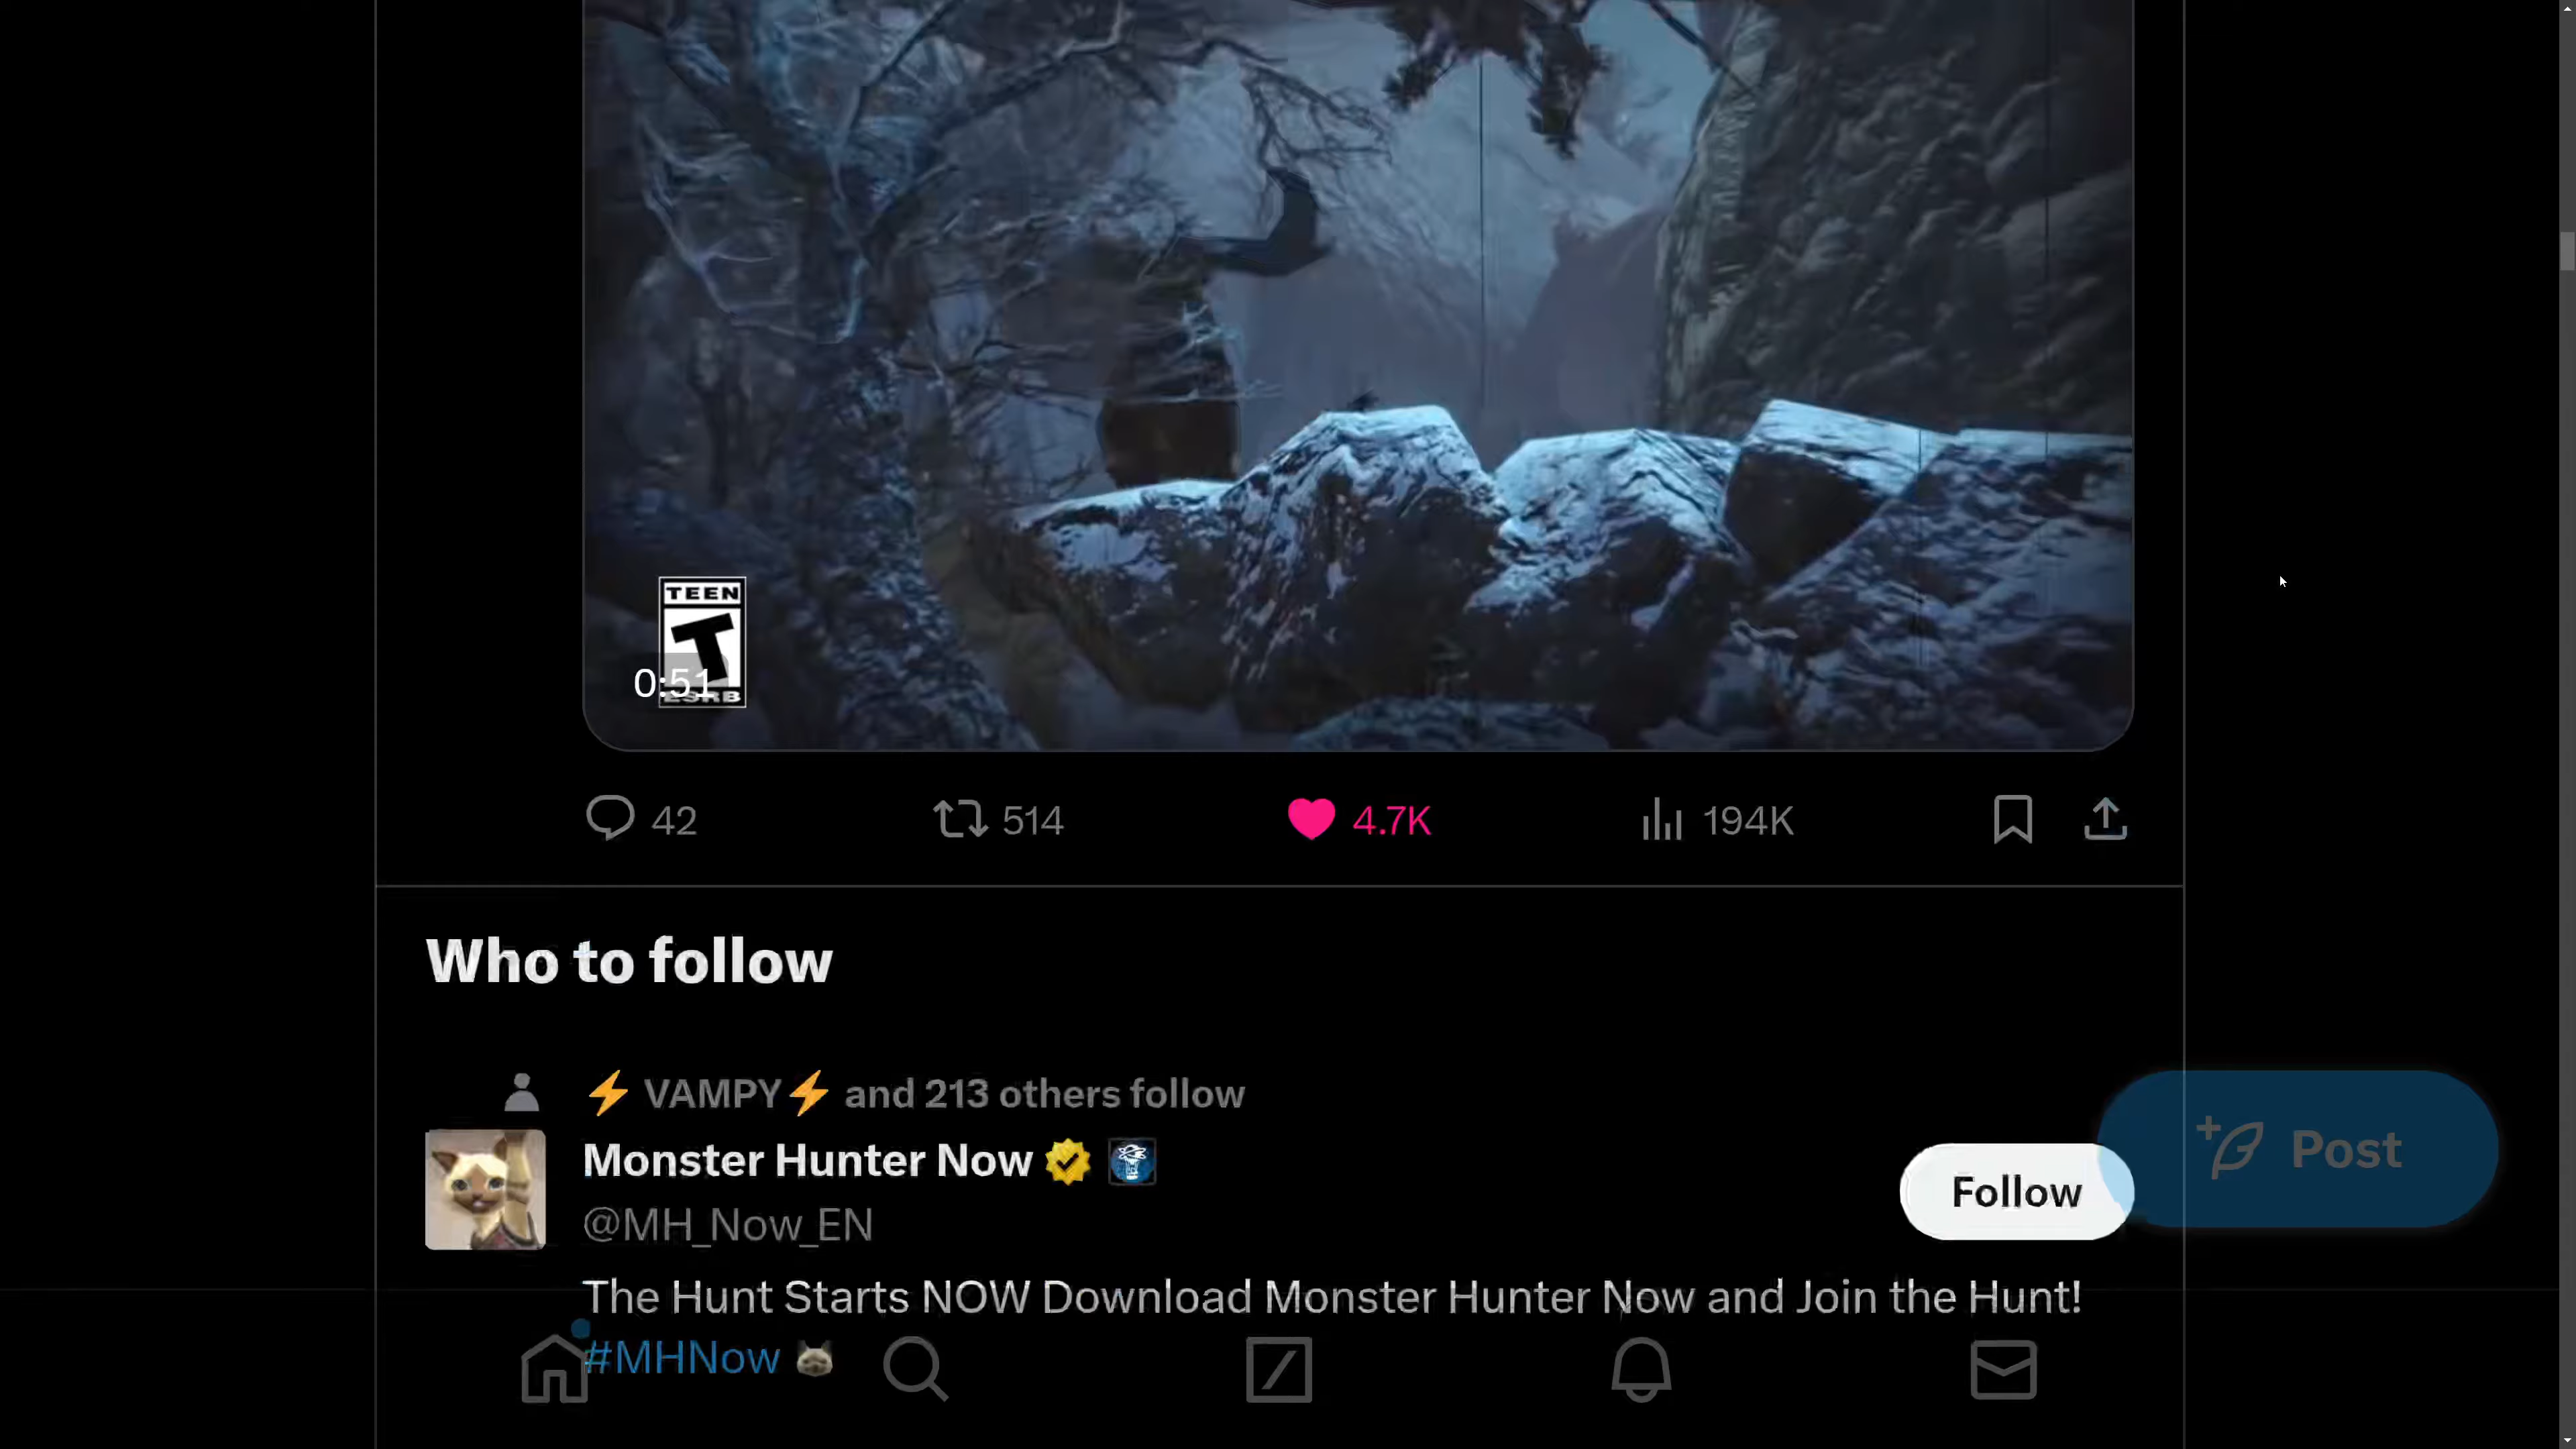 TEEN
T
0:51
ESRB
42
514
4.7K
194K
Who to follow
⚡ VAMPY⚡ and 213 others follow
Monster Hunter Now
@MH_Now_EN
Follow
Post
The Hunt Starts NOW Download Monster Hunter Now and Join the Hunt!
#MHNow